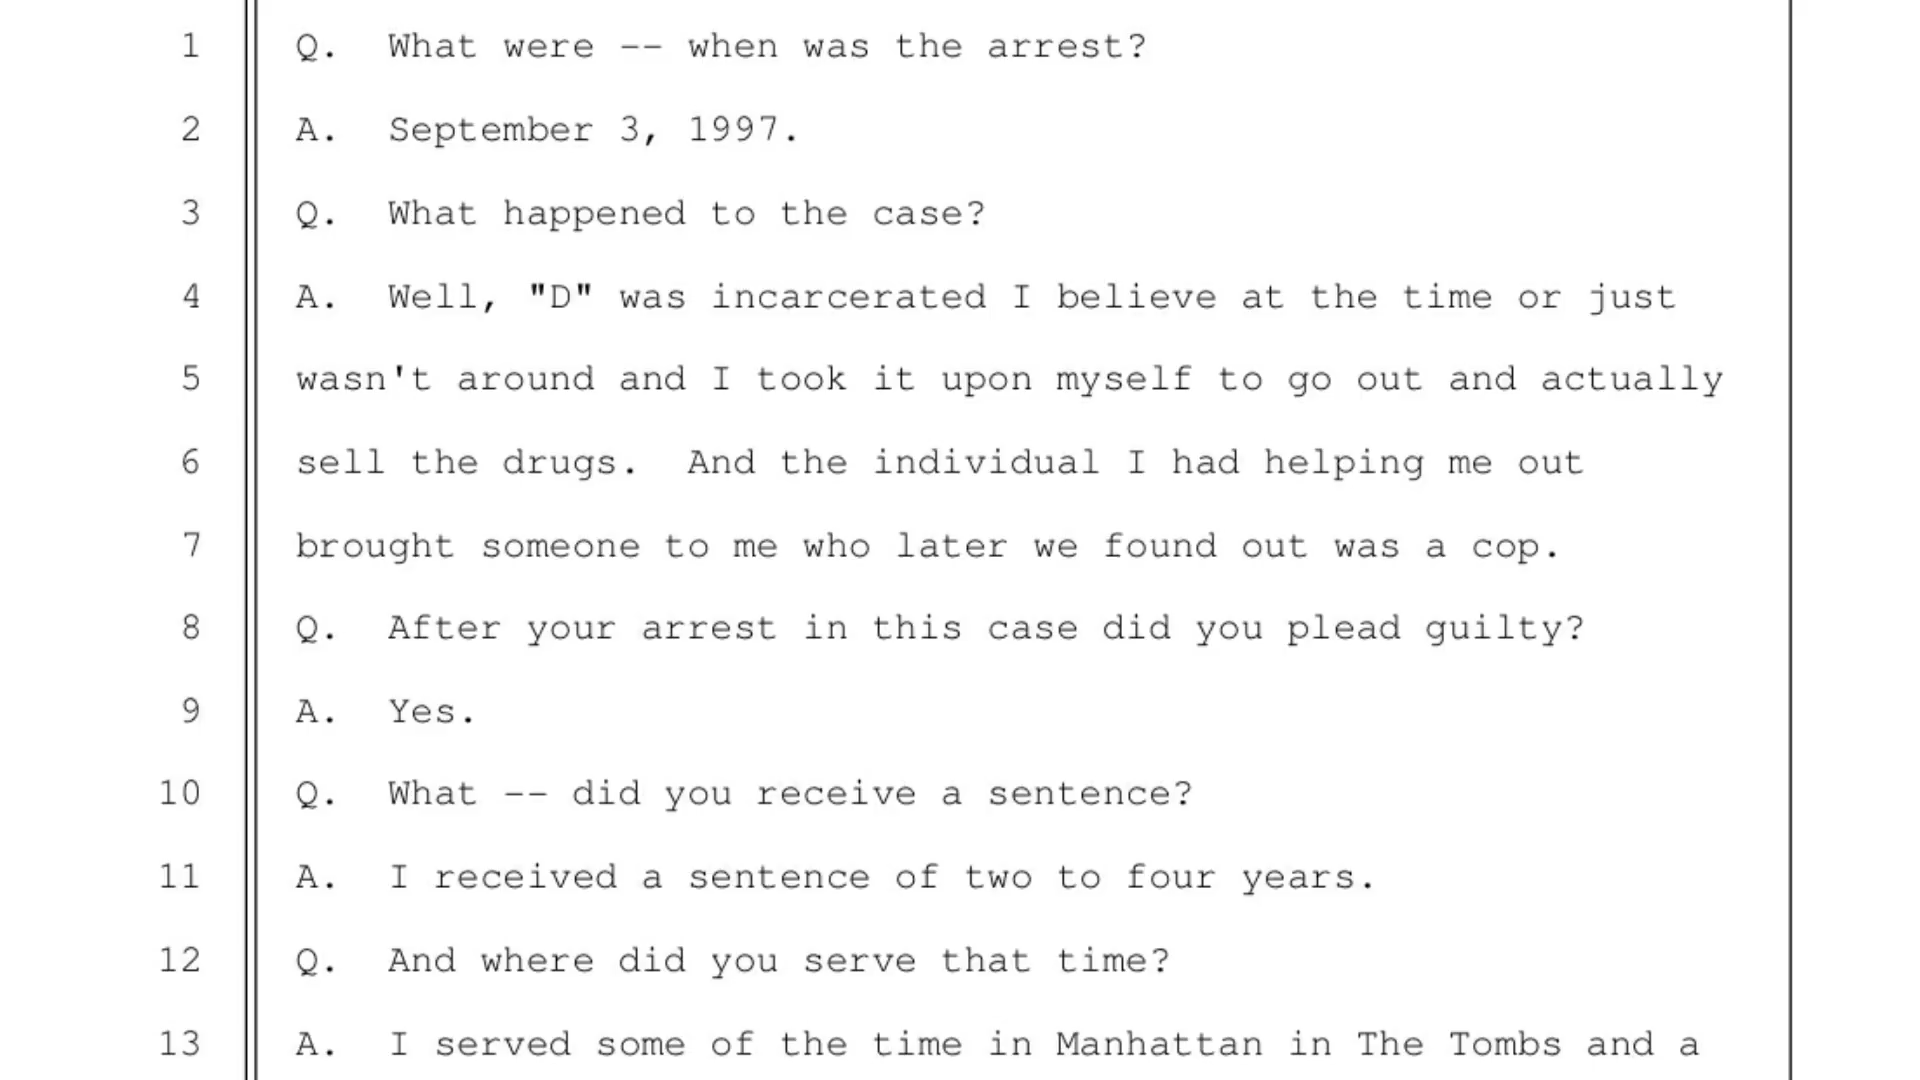 1 Q. What were -- when was the arrest?
2 A. September 3, 1997.
3 Q. What happened to the case?
4 A. Well, "D" was incarcerated I believe at the time or just
5 wasn't around and I took it upon myself to go out and actually
6 sell the drugs. And the individual I had helping me out
7 brought someone to me who later we found out was a cop.
8 Q. After your arrest in this case did you plead guilty?
9 A. Yes.
10 Q. What -- did you receive a sentence?
11 A. I received a sentence of two to four years.
12 Q. And where did you serve that time?
13 A. I served some of the time in Manhattan in The Tombs and a